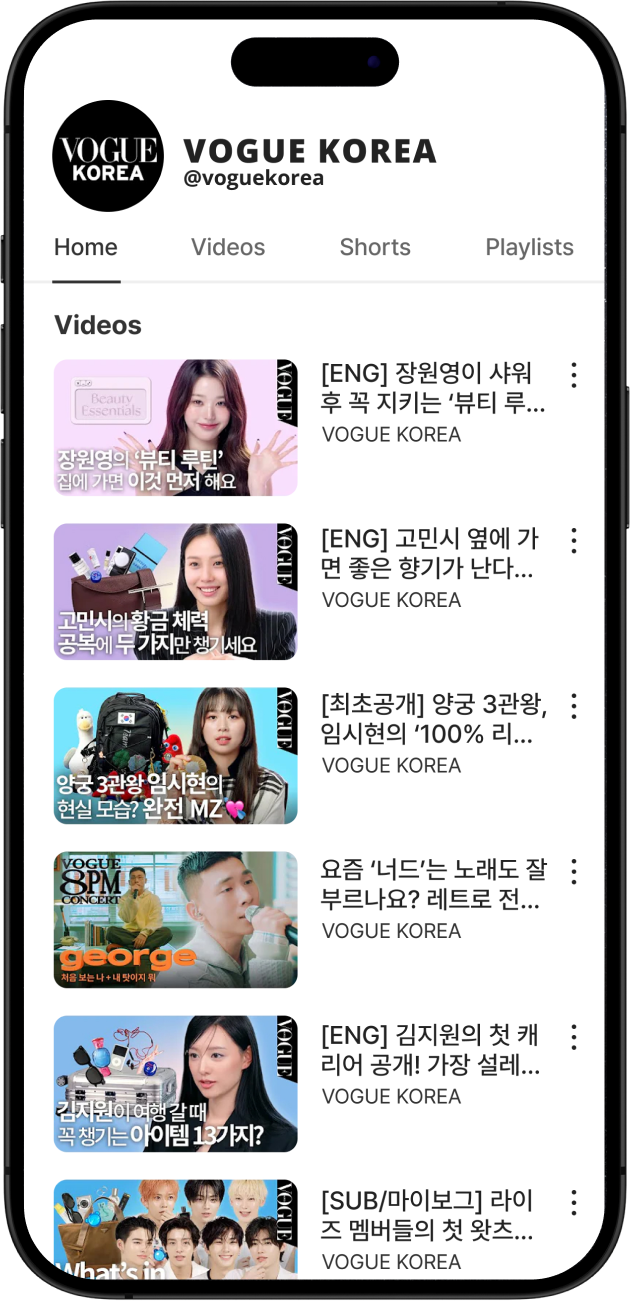 VOGUE
KOREA
VOGUE KOREA
@voguekorea
Home
Videos
Shorts
Playlists
Videos
Beauty
Essentials
VOGUE
장원영의 ‘뷰티 루틴’
집에 가면 이것 먼저 해요
[ENG] 장원영이 샤워
후 꼭 지키는 ‘뷰티 루...
VOGUE KOREA
VOGUE
고민시의 황금 체력
공복에 두 가지만 챙기세요
[ENG] 고민시 옆에 가
면 좋은 향기가 난다...
VOGUE KOREA
VOGUE
양궁 3관왕 임시현의
현실 모습? 완전 MZ💘
[최초공개] 양궁 3관왕,
임시현의 ‘100% 리...
VOGUE KOREA
VOGUE
8PM
CONCERT
george
처음 보는 나 + 내 탓이지 뭐
요즘 ‘너드’는 노래도 잘
부르나요? 레트로 전...
VOGUE KOREA
VOGUE
김지원이 여행 갈 때
꼭 챙기는 아이템 13가지?
[ENG] 김지원의 첫 캐
리어 공개! 가장 설레...
VOGUE KOREA
VOGUE
What's in
[SUB/마이보그] 라이
즈 멤버들의 첫 왓츠...
VOGUE KOREA